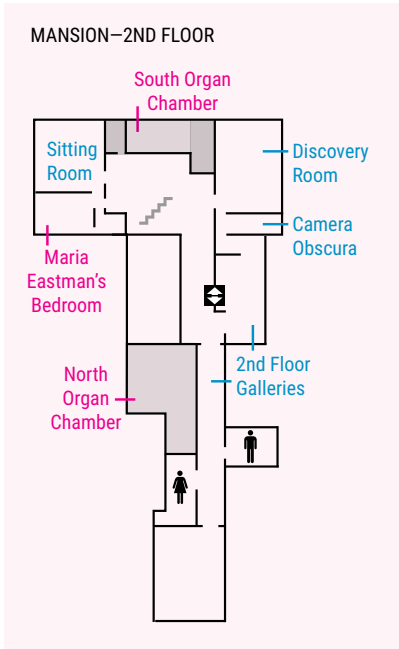 MANSION–2ND FLOOR
South Organ
Chamber
Sitting
Room
Discovery
Room
Camera
Obscura
Maria
Eastman's
Bedroom
2nd Floor
Galleries
North
Organ
Chamber